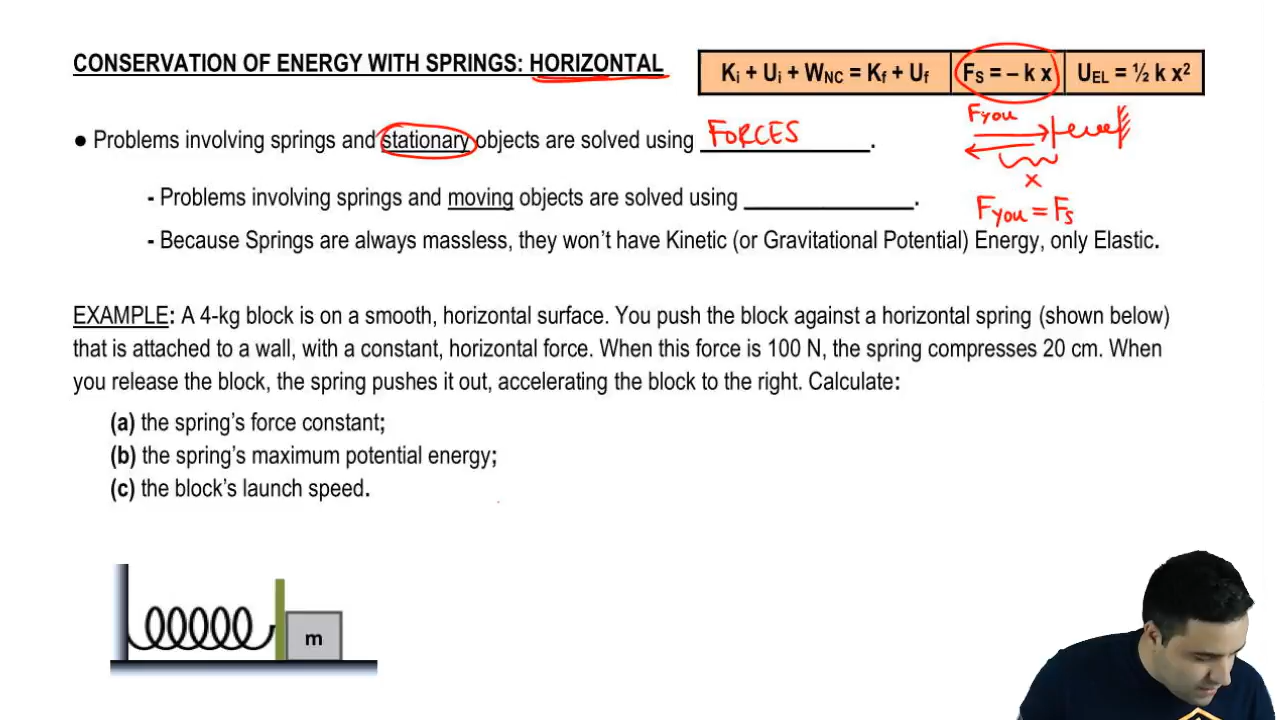 CONSERVATION OF ENERGY WITH SPRINGS: HORIZONTAL
Ki + Ui + WNC = Kf + Uf | FS = – k x | UEL = ½ k x²
● Problems involving springs and stationary objects are solved using FORCES.
Fyou
x
Fyou = Fs
- Problems involving springs and moving objects are solved using ______________.
- Because Springs are always massless, they won't have Kinetic (or Gravitational Potential) Energy, only Elastic.
EXAMPLE: A 4-kg block is on a smooth, horizontal surface. You push the block against a horizontal spring (shown below)
that is attached to a wall, with a constant, horizontal force. When this force is 100 N, the spring compresses 20 cm. When
you release the block, the spring pushes it out, accelerating the block to the right. Calculate:
(a) the spring's force constant;
(b) the spring's maximum potential energy;
(c) the block's launch speed.
m